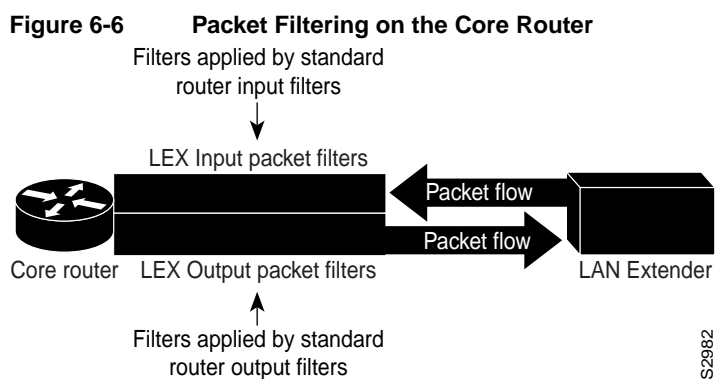 Figure 6-6 Packet Filtering on the Core Router
Filters applied by standard
router input filters
LEX Input packet filters
Packet flow
Packet flow
Core router
LEX Output packet filters
LAN Extender
Filters applied by standard
router output filters
S2982